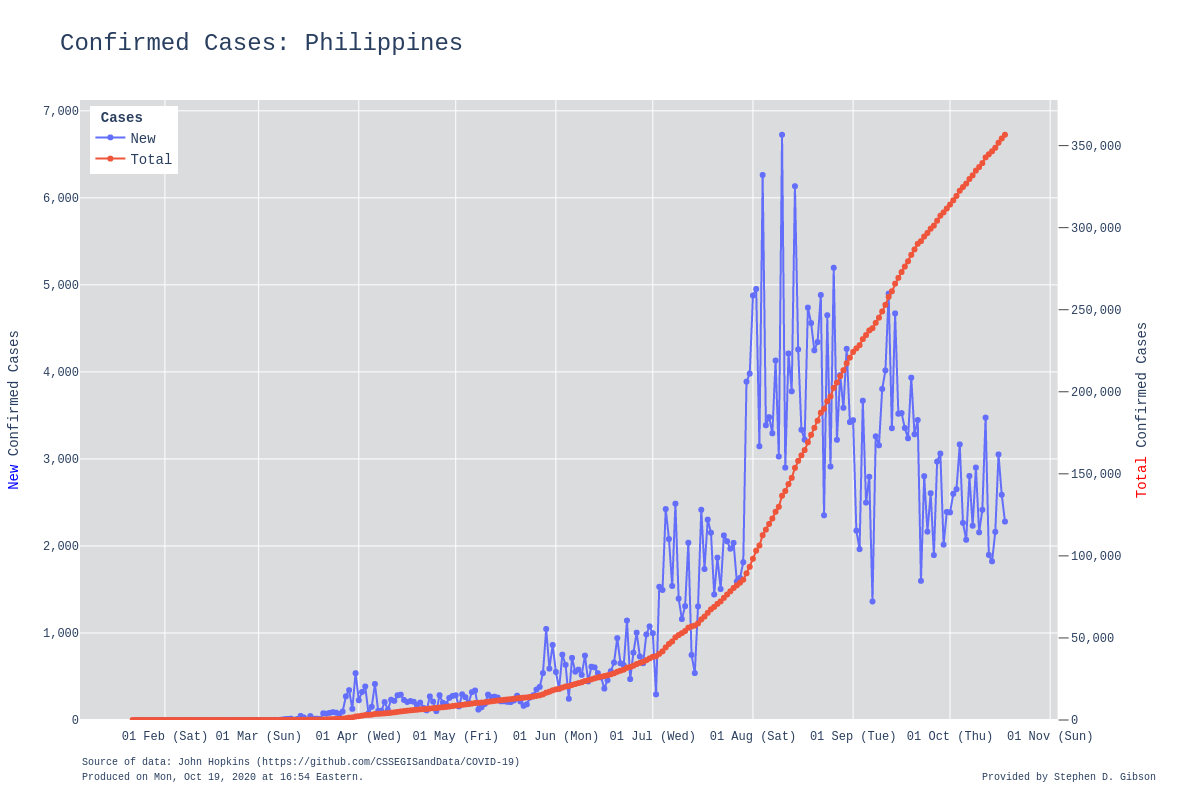 Confirmed Cases: Philippines
Cases
New
Total
7,000
6,000
5,000
4,000
3,000
2,000
1,000
0
New Confirmed Cases
350,000
300,000
250,000
200,000
150,000
100,000
50,000
0
Total Confirmed Cases
01 Feb (Sat) 01 Mar (Sun) 01 Apr (Wed) 01 May (Fri) 01 Jun (Mon) 01 Jul (Wed) 01 Aug (Sat) 01 Sep (Tue) 01 Oct (Thu) 01 Nov (Sun)
Source of data: John Hopkins (https://github.com/CSSEGISandData/COVID-19)
Produced on Mon, Oct 19, 2020 at 16:54 Eastern.
Provided by Stephen D. Gibson